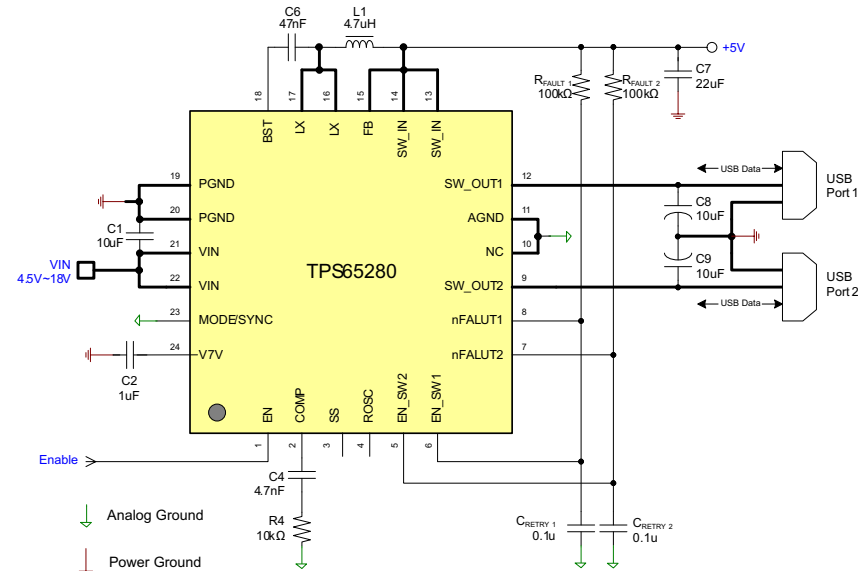 C6
47nF
L1
4.7uH
+5V
R_FAULT 1
100kΩ
R_FAULT 2
100kΩ
C7
22uF
18
17
16
15
14
13
BST
LX
LX
FB
SW_IN
SW_IN
19
PGND
20
PGND
C1
10uF
21
VIN
VIN
4.5V~18V
22
VIN
23
MODE/SYNC
24
V7V
C2
1uF
TPS65280
SW_OUT1
12
AGND
11
NC
10
SW_OUT2
9
nFALUT1
8
nFALUT2
7
USB Data
USB
Port 1
C8
10uF
C9
10uF
USB
Port 2
USB Data
EN
COMP
SS
ROSC
EN_SW2
EN_SW1
1
2
3
4
5
6
Enable
C4
4.7nF
R4
10kΩ
C_RETRY 1
0.1u
C_RETRY 2
0.1u
Analog Ground
Power Ground